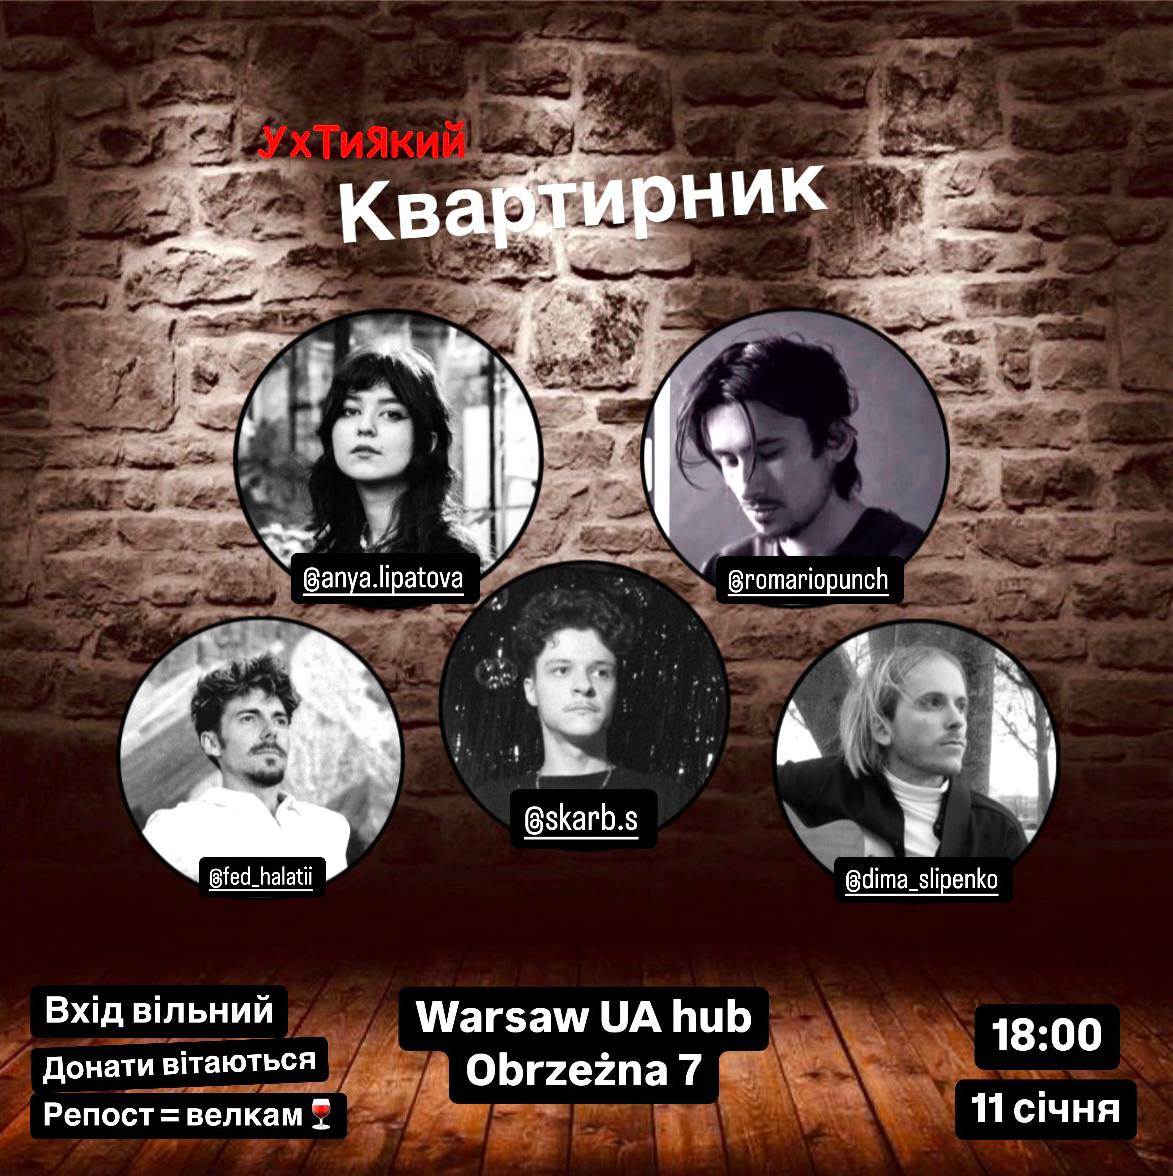 УхТиЯкий
Квартирник
@anya.lipatova
@romariopunch
@skarb.s
@fed_halatii
@dima_slipenko
Вхід вільний
Донати вітаються
Репост = велкам🍷
Warsaw UA hub
Obrzeżna 7
18:00
11 січня